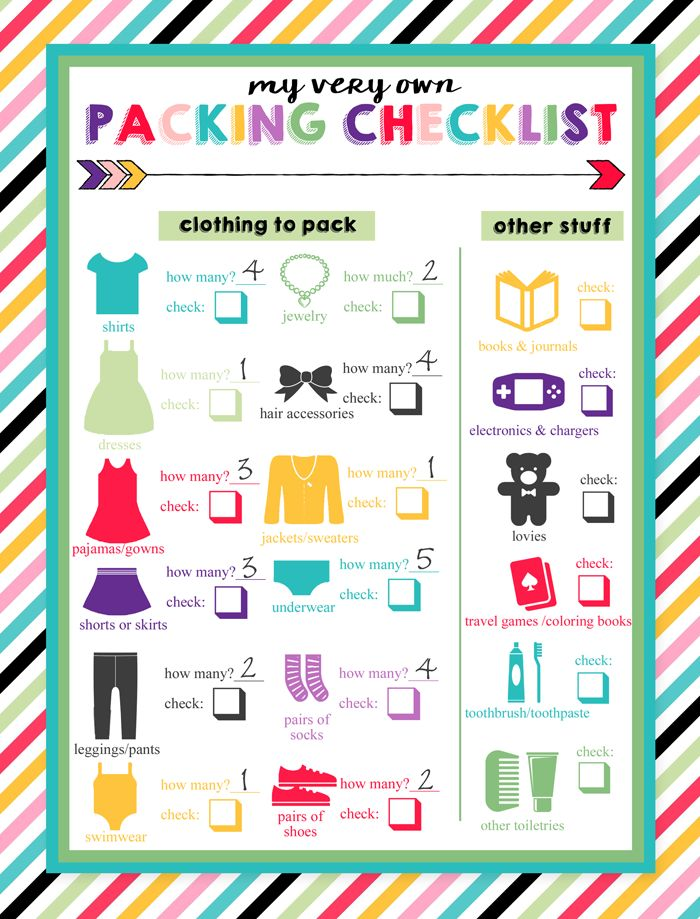 my very own
PACKING CHECKLIST
clothing to pack
how many? 4
check:
shirts
how much? 2
check:
jewelry
how many? 1
check:
dresses
how many? 4
check:
hair accessories
how many? 3
check:
pajamas/gowns
how many? 1
check:
jackets/sweaters
how many? 3
check:
shorts or skirts
how many? 5
check:
underwear
how many? 2
check:
leggings/pants
how many? 4
check:
pairs of
socks
how many? 1
check:
swimwear
how many? 2
check:
pairs of
shoes
other stuff
check:
books & journals
check:
electronics & chargers
check:
lovies
check:
travel games /coloring books
check:
toothbrush/toothpaste
check:
other toiletries